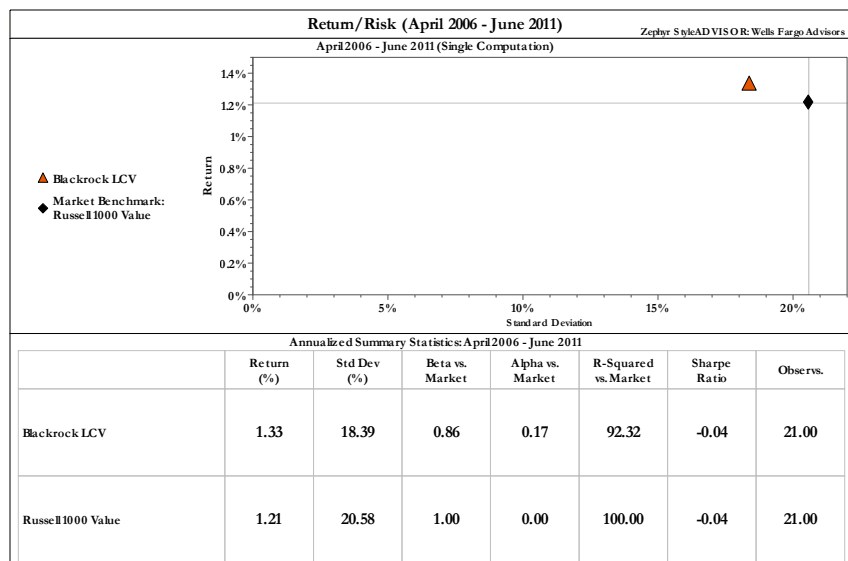 Return/Risk (April 2006 - June 2011)
Zephyr StyleADVISOR: Wells Fargo Advisors
April 2006 - June 2011 (Single Computation)
1.4%
1.2%
1%
0.8%
0.6%
0.4%
0.2%
0%
Return
Blackrock LCV
Market Benchmark:
Russell 1000 Value
0% 5% 10% 15% 20%
Standard Deviation
Annualized Summary Statistics: April 2006 - June 2011
Return Std Dev Beta vs. Alpha vs. R-Squared Sharpe Observs.
(%) (%) Market Market vs. Market Ratio
Blackrock LCV 1.33 18.39 0.86 0.17 92.32 -0.04 21.00
Russell 1000 Value 1.21 20.58 1.00 0.00 100.00 -0.04 21.00